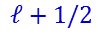 ℓ + 1/2